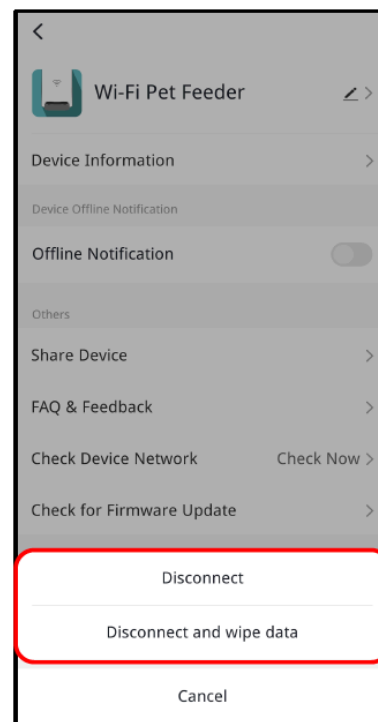 Wi-Fi Pet Feeder
Device Information
Device Offline Notification
Offline Notification
Others
Share Device
FAQ & Feedback
Check Device Network Check Now
Check for Firmware Update
Disconnect
Disconnect and wipe data
Cancel